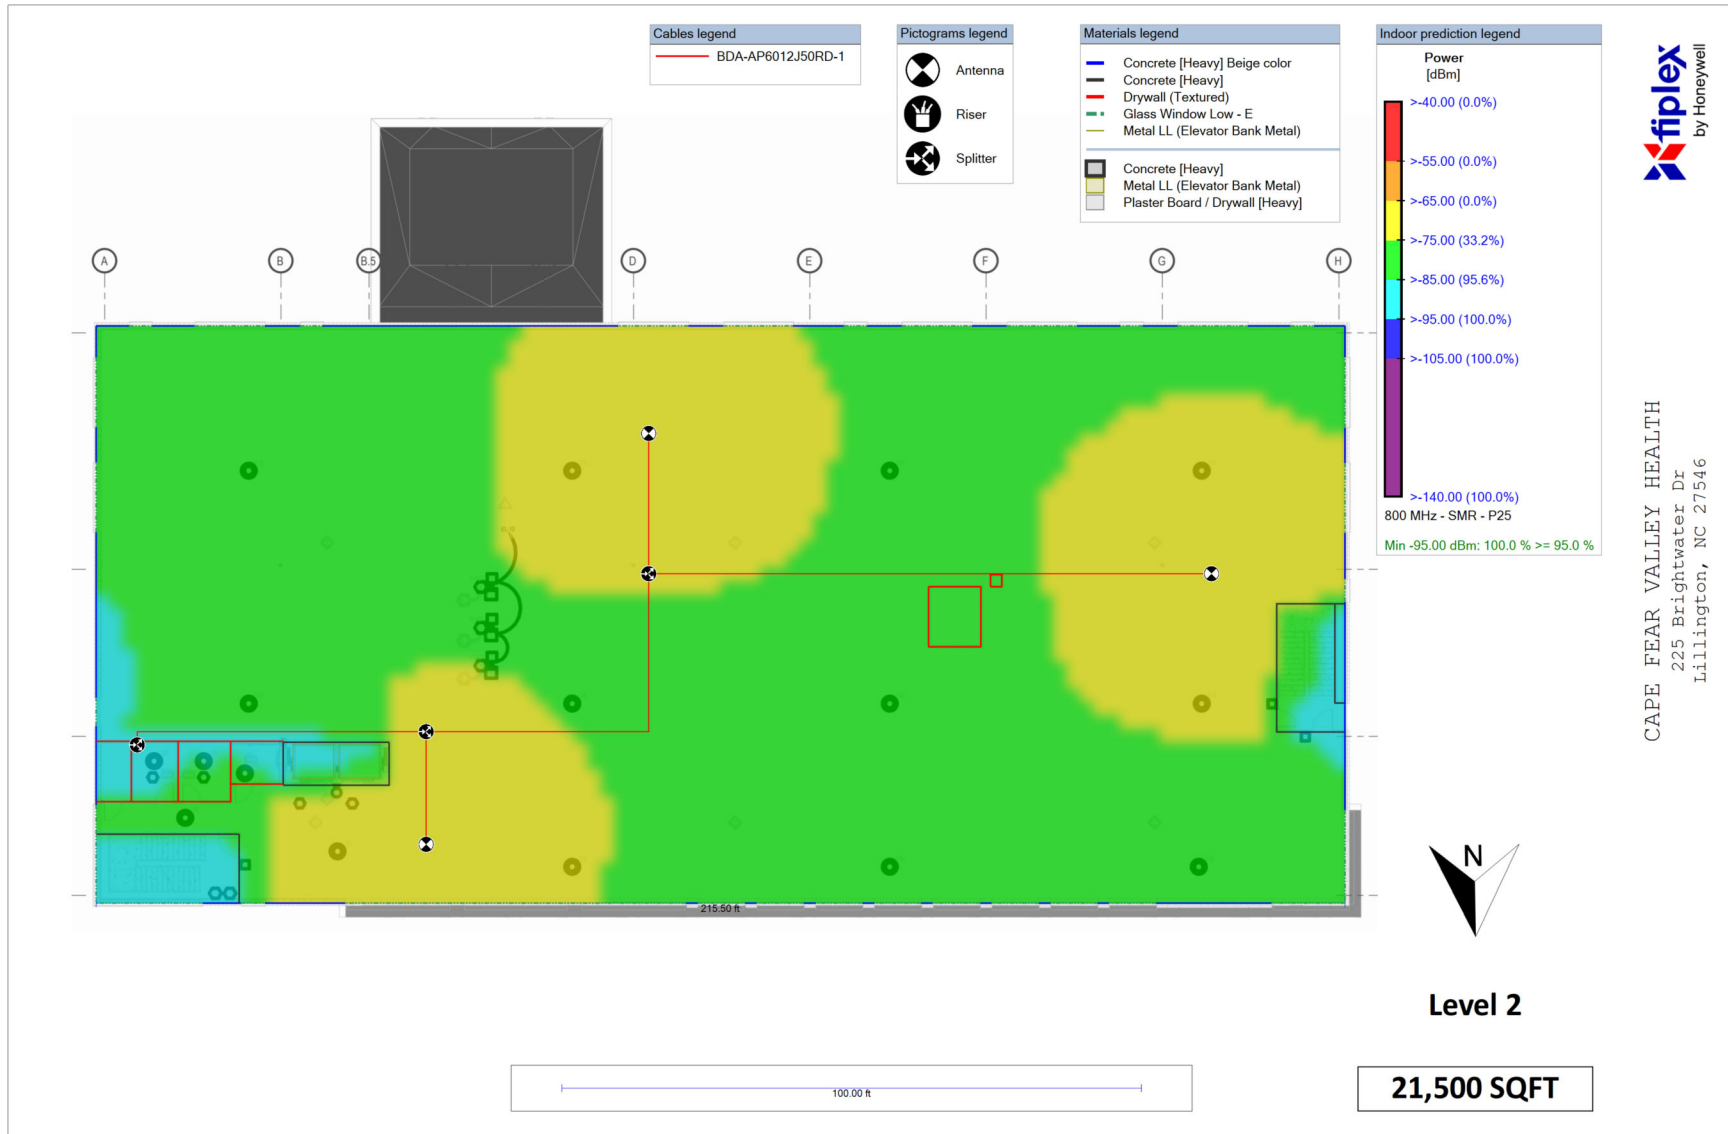 Cables legend
BDA-AP6012J50RD-1
Pictograms legend
Antenna
Riser
Splitter
Materials legend
Concrete [Heavy] Beige color
Concrete [Heavy]
Drywall (Textured)
Glass Window Low - E
Metal LL (Elevator Bank Metal)
Concrete [Heavy]
Metal LL (Elevator Bank Metal)
Plaster Board / Drywall [Heavy]
Indoor prediction legend
Power
[dBm]
>-40.00 (0.0%)
>-55.00 (0.0%)
>-65.00 (0.0%)
>-75.00 (33.2%)
>-85.00 (95.6%)
>-95.00 (100.0%)
>-105.00 (100.0%)
>-140.00 (100.0%)
800 MHz - SMR - P25
Min -95.00 dBm: 100.0 % >= 95.0 %
fiplex
by Honeywell
CAPE FEAR VALLEY HEALTH
225 Brightwater Dr
Lillington, NC 27546
A
B
B.5
D
E
F
G
H
215.50 ft
N
Level 2
100.00 ft
21,500 SQFT